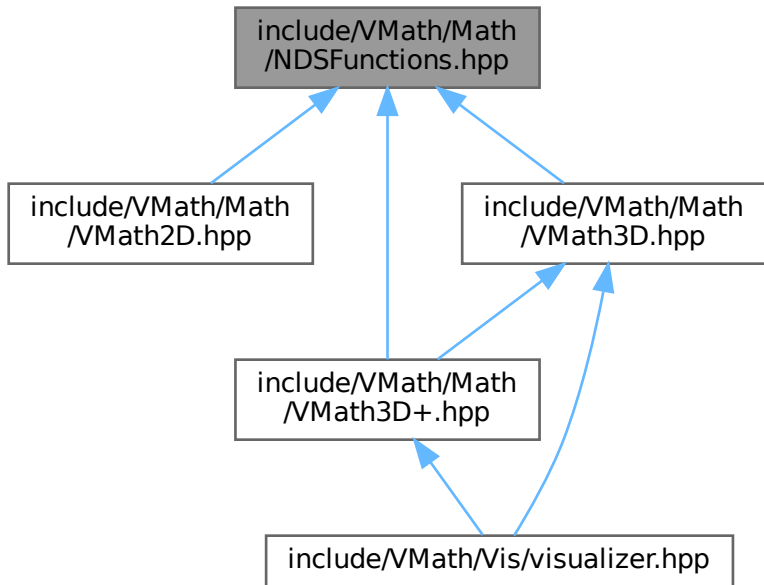 include/VMath/Math
/NDSFunctions.hpp
include/VMath/Math
/VMath2D.hpp
include/VMath/Math
/VMath3D.hpp
include/VMath/Math
/VMath3D+.hpp
include/VMath/Vis/visualizer.hpp